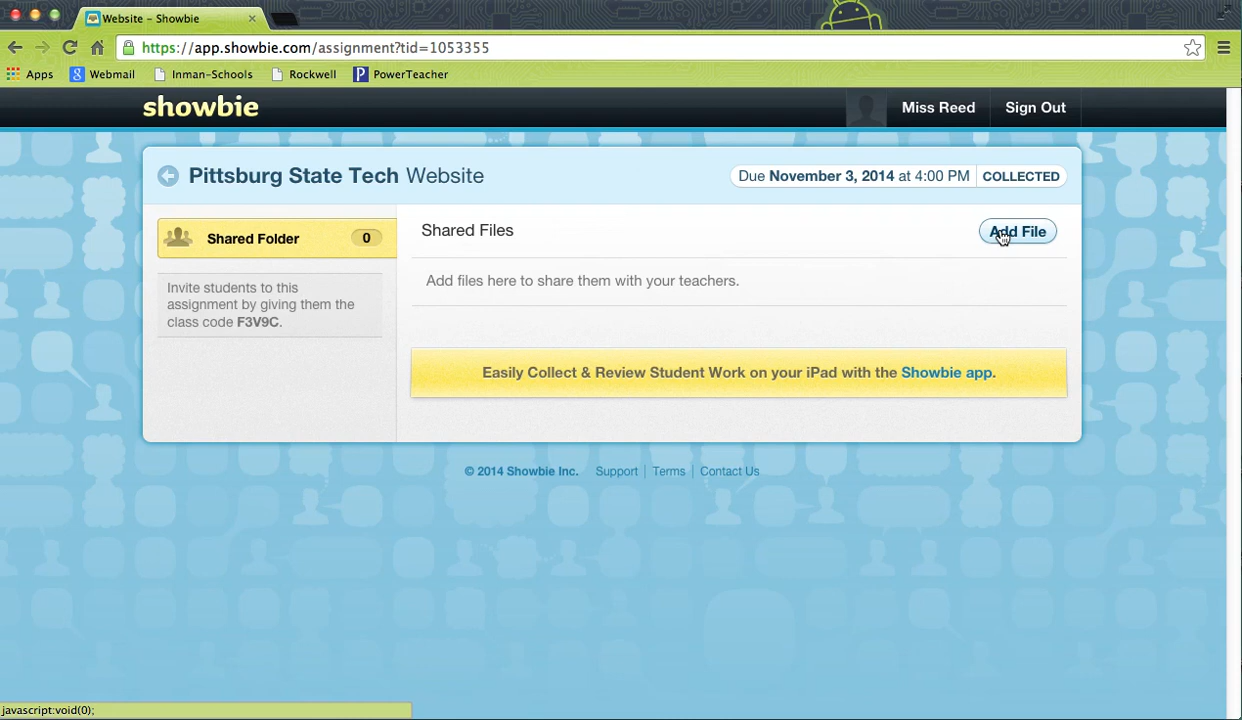 Website – Showbie
https://app.showbie.com/assignment?tid=1053355
Apps Webmail Inman-Schools Rockwell PowerTeacher
showbie
Miss Reed Sign Out
Pittsburg State Tech Website
Due November 3, 2014 at 4:00 PM COLLECTED
Shared Folder 0
Invite students to this
assignment by giving them the
class code F3V9C.
Shared Files
Add File
Add files here to share them with your teachers.
Easily Collect & Review Student Work on your iPad with the Showbie app.
© 2014 Showbie Inc. Support Terms Contact Us
javascript:void(0);